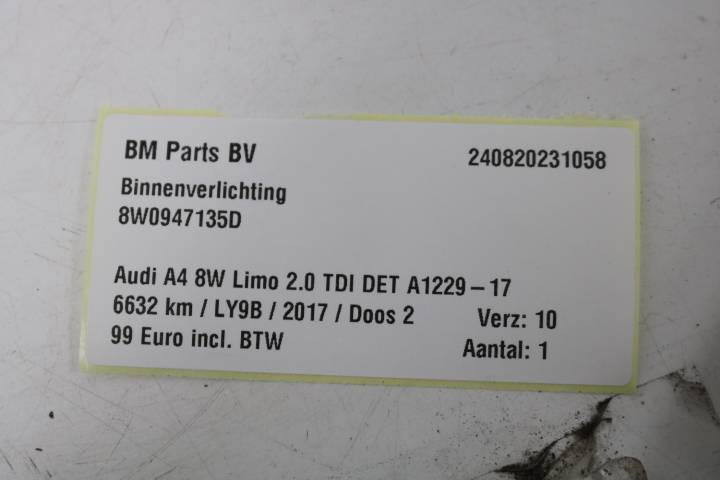 BM Parts BV 240820231058
Binnenverlichting
8W0947135D
Audi A4 8W Limo 2.0 TDI DET A1229 – 17
6632 km / LY9B / 2017 / Doos 2 Verz: 10
99 Euro incl. BTW Aantal: 1